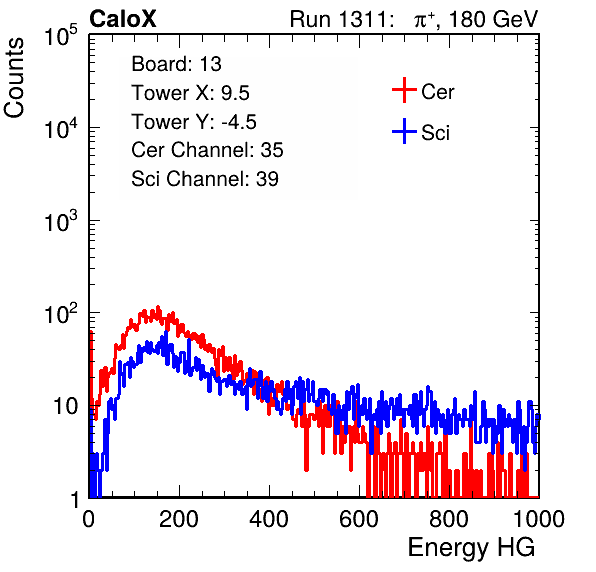 CaloX Run 1311: π⁺, 180 GeV
Counts
10⁵
10⁴
10³
10²
10
1
Board: 13
Tower X: 9.5
Tower Y: -4.5
Cer Channel: 35
Sci Channel: 39
Cer
Sci
0 200 400 600 800 1000
Energy HG